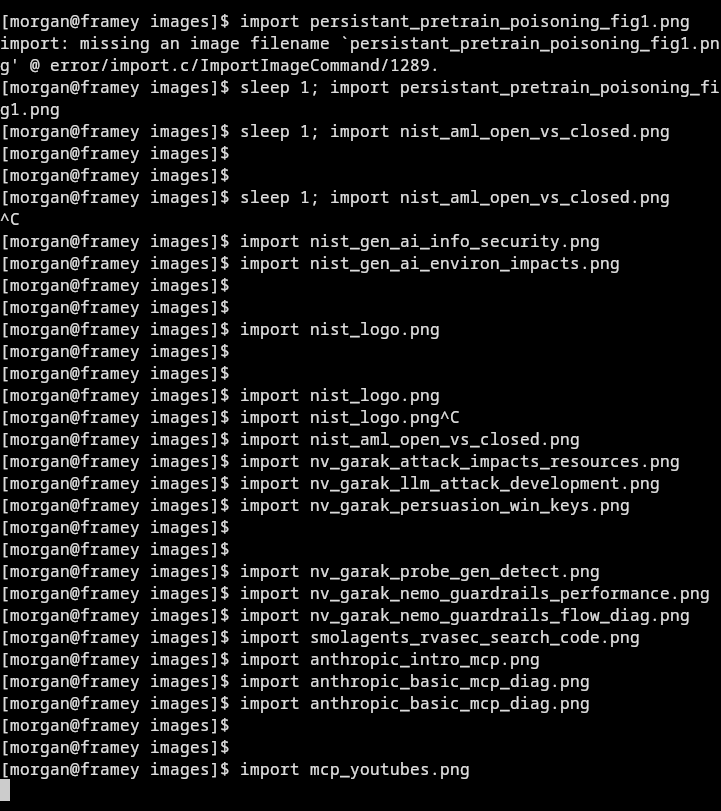 [morgan@framey images]$ import persistant_pretrain_poisoning_fig1.png
import: missing an image filename `persistant_pretrain_poisoning_fig1.pn
g' @ error/import.c/ImportImageCommand/1289.
[morgan@framey images]$ sleep 1; import persistant_pretrain_poisoning_fi
g1.png
[morgan@framey images]$ sleep 1; import nist_aml_open_vs_closed.png
[morgan@framey images]$
[morgan@framey images]$
[morgan@framey images]$ sleep 1; import nist_aml_open_vs_closed.png
^C
[morgan@framey images]$ import nist_gen_ai_info_security.png
[morgan@framey images]$ import nist_gen_ai_environ_impacts.png
[morgan@framey images]$
[morgan@framey images]$
[morgan@framey images]$ import nist_logo.png
[morgan@framey images]$
[morgan@framey images]$
[morgan@framey images]$ import nist_logo.png
[morgan@framey images]$ import nist_logo.png^C
[morgan@framey images]$ import nist_aml_open_vs_closed.png
[morgan@framey images]$ import nv_garak_attack_impacts_resources.png
[morgan@framey images]$ import nv_garak_llm_attack_development.png
[morgan@framey images]$ import nv_garak_persuasion_win_keys.png
[morgan@framey images]$
[morgan@framey images]$
[morgan@framey images]$ import nv_garak_probe_gen_detect.png
[morgan@framey images]$ import nv_garak_nemo_guardrails_performance.png
[morgan@framey images]$ import nv_garak_nemo_guardrails_flow_diag.png
[morgan@framey images]$ import smolagents_rvasec_search_code.png
[morgan@framey images]$ import anthropic_intro_mcp.png
[morgan@framey images]$ import anthropic_basic_mcp_diag.png
[morgan@framey images]$ import anthropic_basic_mcp_diag.png
[morgan@framey images]$
[morgan@framey images]$
[morgan@framey images]$ import mcp_youtubes.png